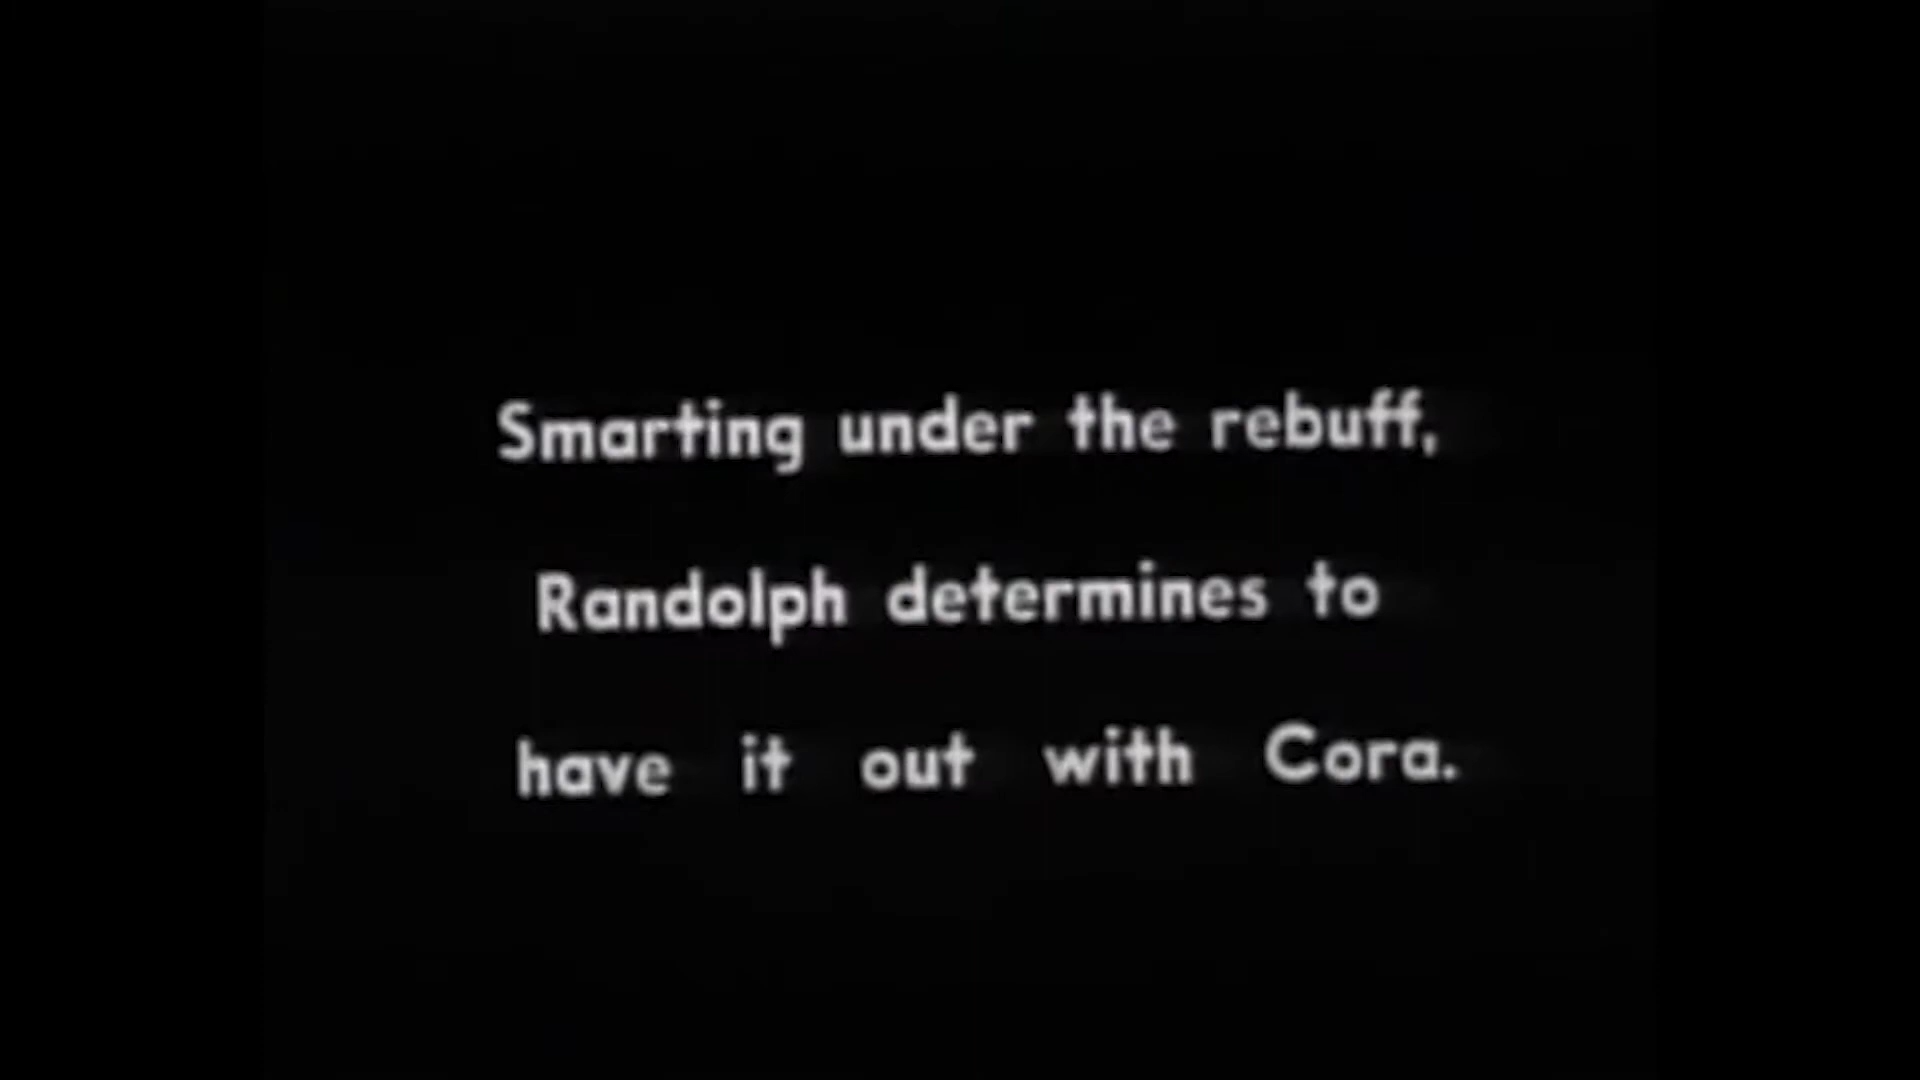 Smarting under the rebuff,
Randolph determines to
have it out with Cora.